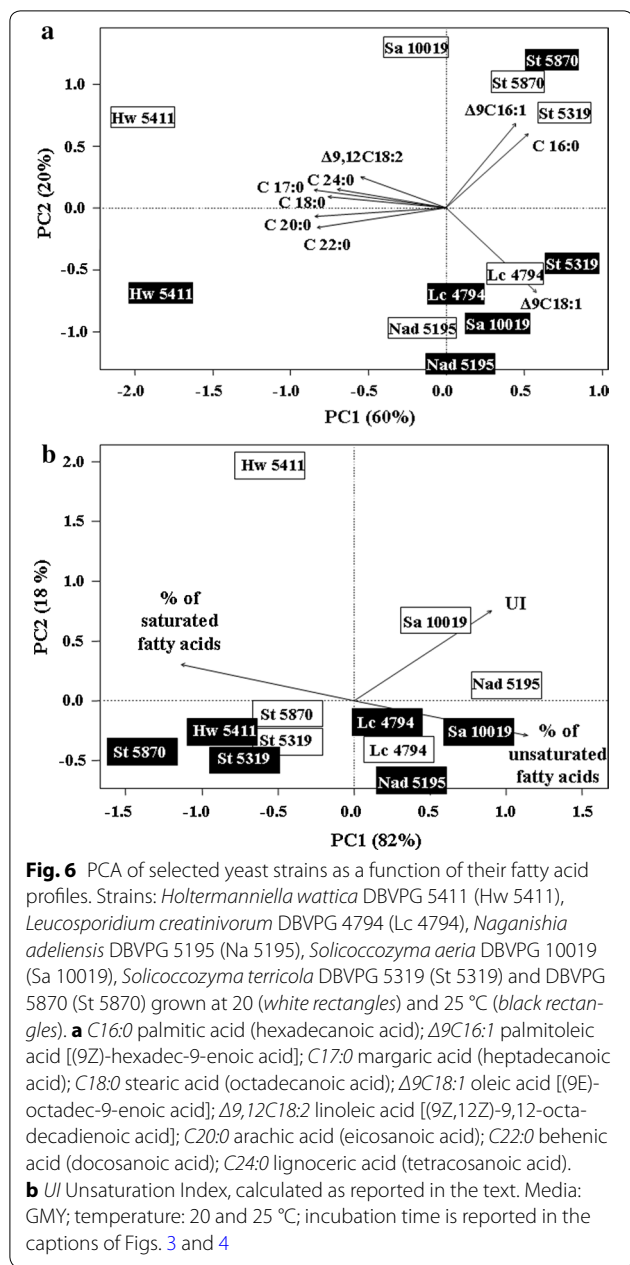 a
Sa 10019
St 5870
1.0
St 5870
Hw 5411
Δ9C16:1
St 5319
C 16:0
0.5
Δ9,12C18:2
C 24:0
C 17:0
C 18:0
PC2 (20%)
0.0
C 20:0
C 22:0
-0.5
Lc 4794
St 5319
Hw 5411
Lc 4794
Δ9C18:1
-1.0
Nad 5195
Sa 10019
Nad 5195
-2.0 -1.5 -1.0 -0.5 0.0 0.5 1.0
PC1 (60%)
b
2.0
Hw 5411
1.5
1.0
% of
saturated
fatty acids
UI
Sa 10019
PC2 (18 %)
0.5
Nad 5195
0.0
St 5870
Lc 4794
Hw 5411
Sa 10019
% of
unsaturated
fatty acids
St 5319
Lc 4794
St 5870
St 5319
-0.5
Nad 5195
-1.5 -1.0 -0.5 0.0 0.5 1.0 1.5
PC1 (82%)
Fig. 6 PCA of selected yeast strains as a function of their fatty acid
profiles. Strains: Holtermanniella wattica DBVPG 5411 (Hw 5411),
Leucosporidium creatinivorum DBVPG 4794 (Lc 4794), Naganishia
adeliensis DBVPG 5195 (Na 5195), Solicoccozyma aeria DBVPG 10019
(Sa 10019), Solicoccozyma terricola DBVPG 5319 (St 5319) and DBVPG
5870 (St 5870) grown at 20 (white rectangles) and 25 °C (black rectan-
gles). a C16:0 palmitic acid (hexadecanoic acid); Δ9C16:1 palmitoleic
acid [(9Z)-hexadec-9-enoic acid]; C17:0 margaric acid (heptadecanoic
acid); C18:0 stearic acid (octadecanoic acid); Δ9C18:1 oleic acid [(9E)-
octadec-9-enoic acid]; Δ9,12C18:2 linoleic acid [(9Z,12Z)-9,12-octa-
decadienoic acid]; C20:0 arachic acid (eicosanoic acid); C22:0 behenic
acid (docosanoic acid); C24:0 lignoceric acid (tetracosanoic acid).
b UI Unsaturation Index, calculated as reported in the text. Media:
GMY; temperature: 20 and 25 °C; incubation time is reported in the
captions of Figs. 3 and 4